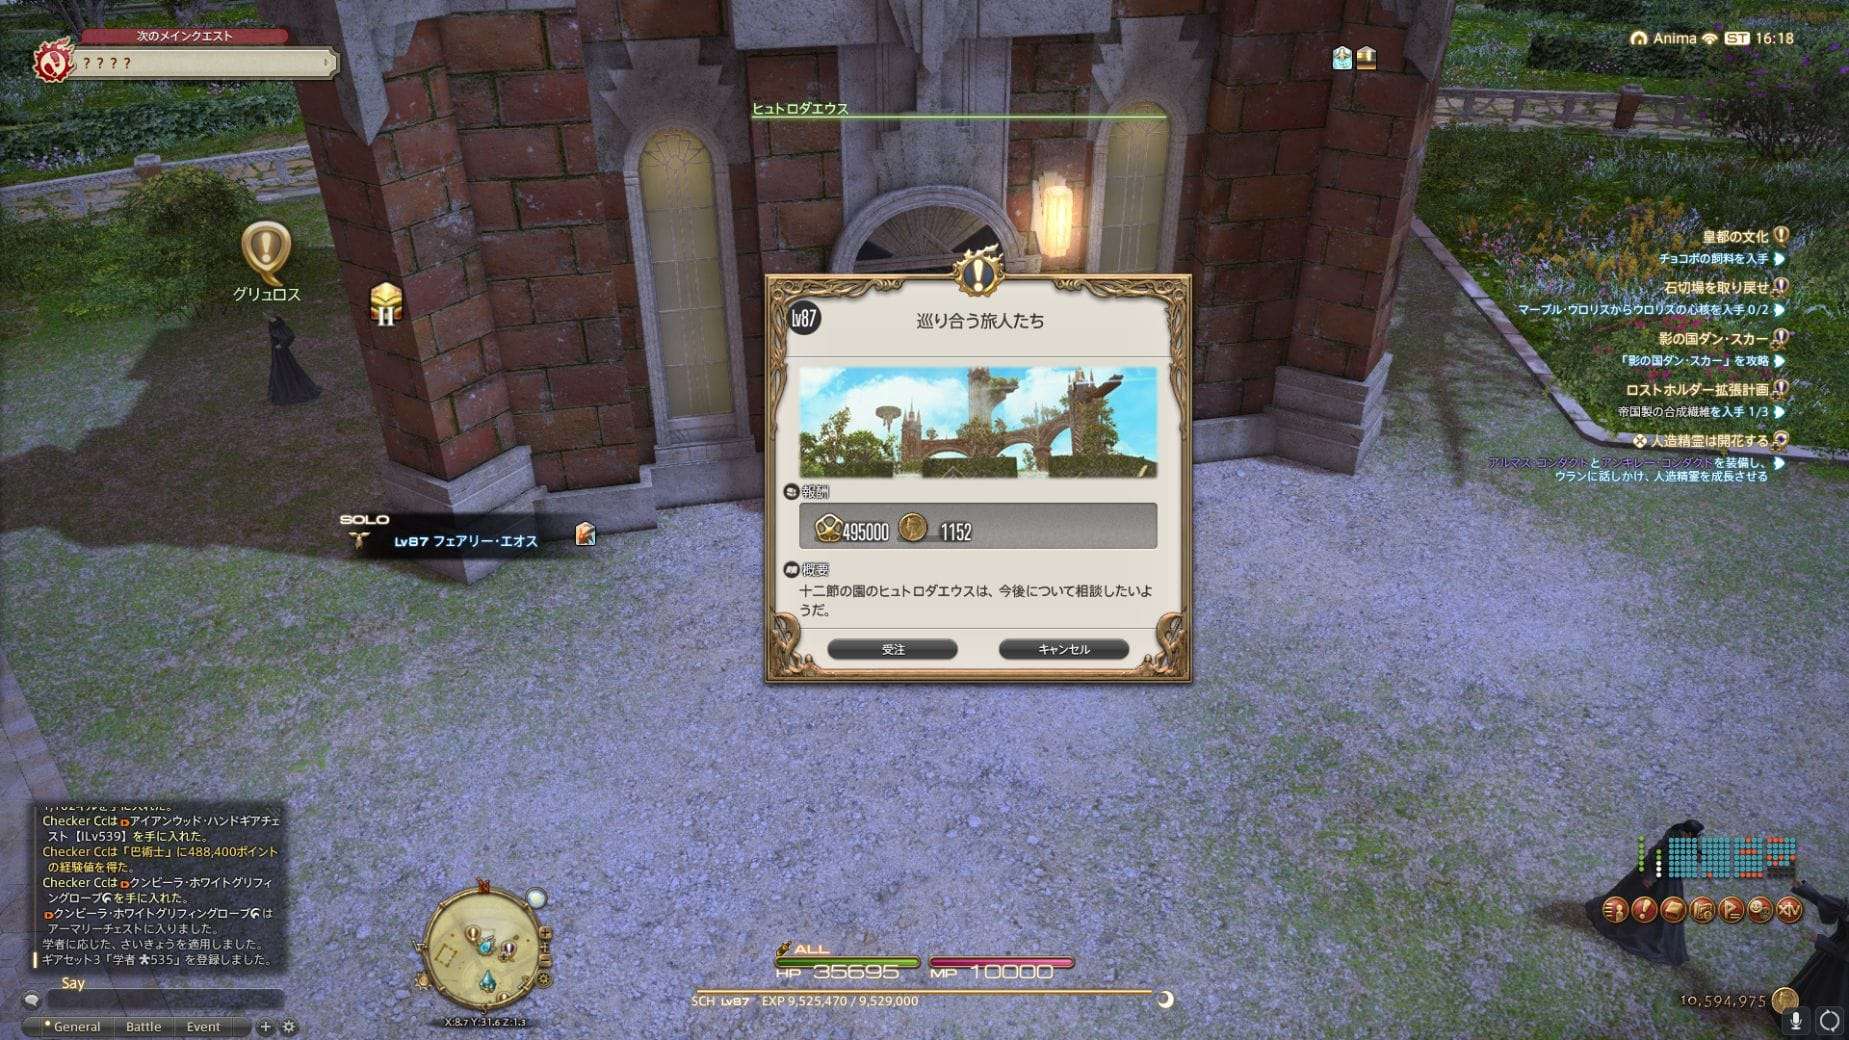 次のメインクエスト
？？？？
Anima ST 16:18
ヒュトロダエウス
グリュロス
皇都の文化
チョコボの飼料を入手
石切場を取り戻せ
マーブル・ウロリスからウロリスの心核を入手 0/2
影の国ダン・スカー
「影の国ダン・スカー」を攻略
ロストホルダー拡張計画
帝国製の合成繊維を入手 1/3
人造精霊は開花する
アルマス・コンダクトとアンキレー・コンダクトを装備し、
ウランに話しかけ、人造精霊を成長させる
Lv87
巡り合う旅人たち
報酬
495000 1152
概要
十二節の園のヒュトロダエウスは、今後について相談したいよ
うだ。
受注 キャンセル
SOLO
Lv87 フェアリー・エオス
II
Checker Ccはアイアンウッド・ハンドギアチェ
スト【ILv539】を手に入れた。
Checker Ccは「巴術士」に488,400ポイント
の経験値を得た。
Checker Ccはクンビーラ・ホワイトグリフィ
ングローブを手に入れた。
クンビーラ・ホワイトグリフィングローブは
アーマリーチェストに入りました。
学者に応じた、さいきょうを適用しました。
ギアセット3「学者 ★535」を登録しました。
Say
General Battle Event
X:8.7 Y:31.6 Z:1.3
ALL
HP 35695 MP 10000
SCH Lv87 EXP 9,525,470 / 9,529,000
XIV
10,594,975